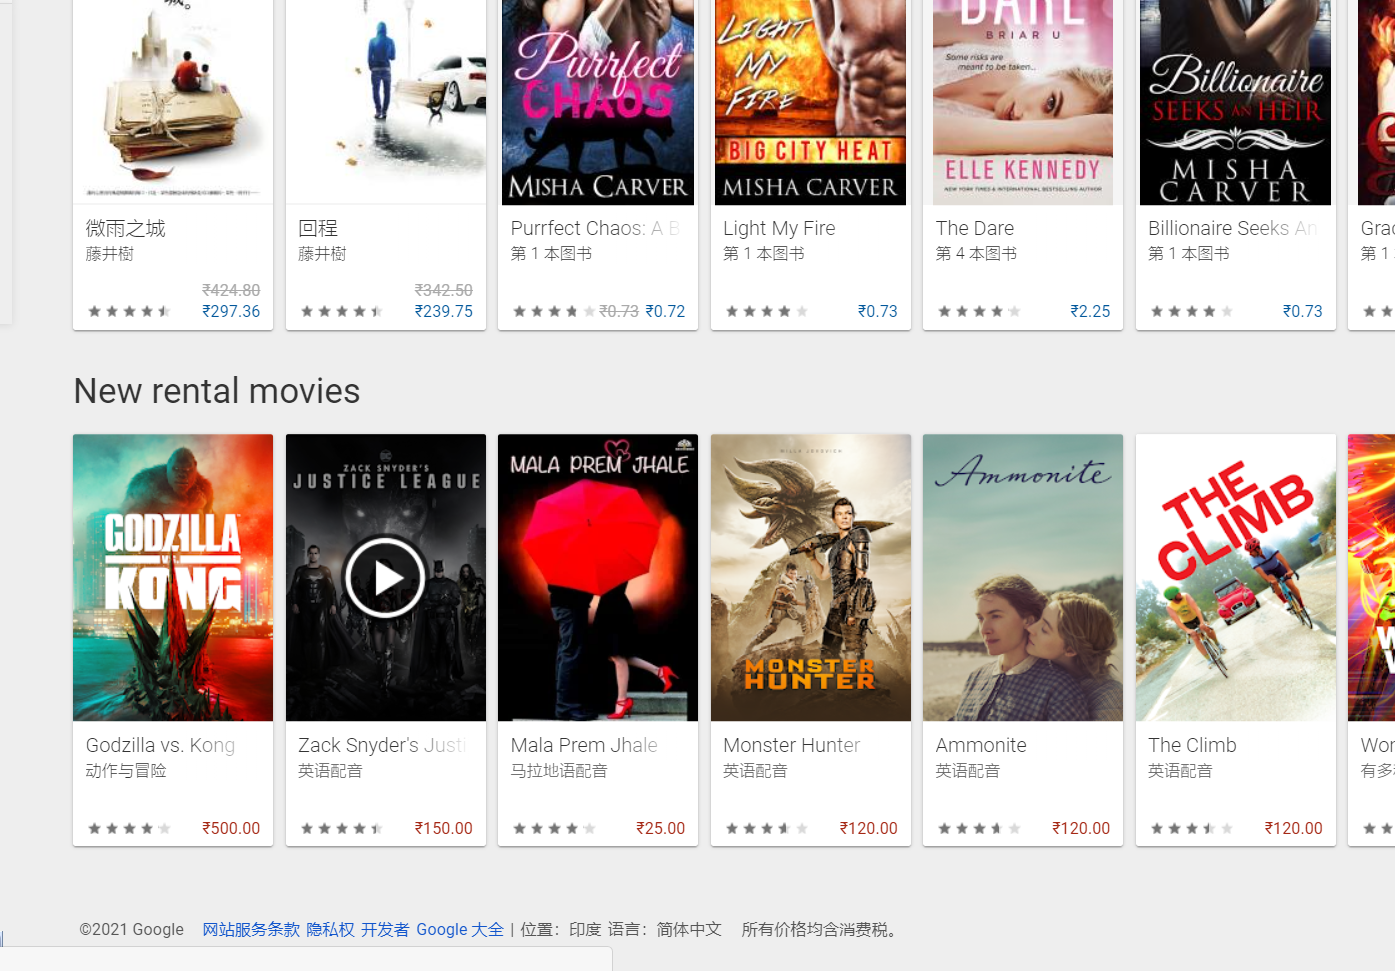 Purrfect
CHAOS
MISHA CARVER
LIGHT
MY
FIRE
BIG CITY HEAT
MISHA CARVER
DARE
BRIAR U
Some risks are
meant to be taken...
ELLE KENNEDY
NEW YORK TIMES & INTERNATIONAL BESTSELLING AUTHOR
Billionaire
SEEKS AN HEIR
MISHA
CARVER
微雨之城
藤井樹
₹424.80
₹297.36
回程
藤井樹
₹342.50
₹239.75
Purrfect Chaos: A B
第 1 本图书
₹0.73 ₹0.72
Light My Fire
第 1 本图书
₹0.73
The Dare
第 4 本图书
₹2.25
Billionaire Seeks An
第 1 本图书
₹0.73
Grac
第 1
New rental movies
GODZILLA
VS.
KONG
ZACK SNYDER'S
JUSTICE LEAGUE
MALA PREM JHALE
MILLA JOVOVICH
MONSTER
HUNTER
Ammonite
THE
CLIMB
Godzilla vs. Kong
动作与冒险
₹500.00
Zack Snyder's Justi
英语配音
₹150.00
Mala Prem Jhale
马拉地语配音
₹25.00
Monster Hunter
英语配音
₹120.00
Ammonite
英语配音
₹120.00
The Climb
英语配音
₹120.00
Wor
有多
©2021 Google 网站服务条款 隐私权 开发者 Google 大全 | 位置：印度 语言：简体中文 所有价格均含消费税。